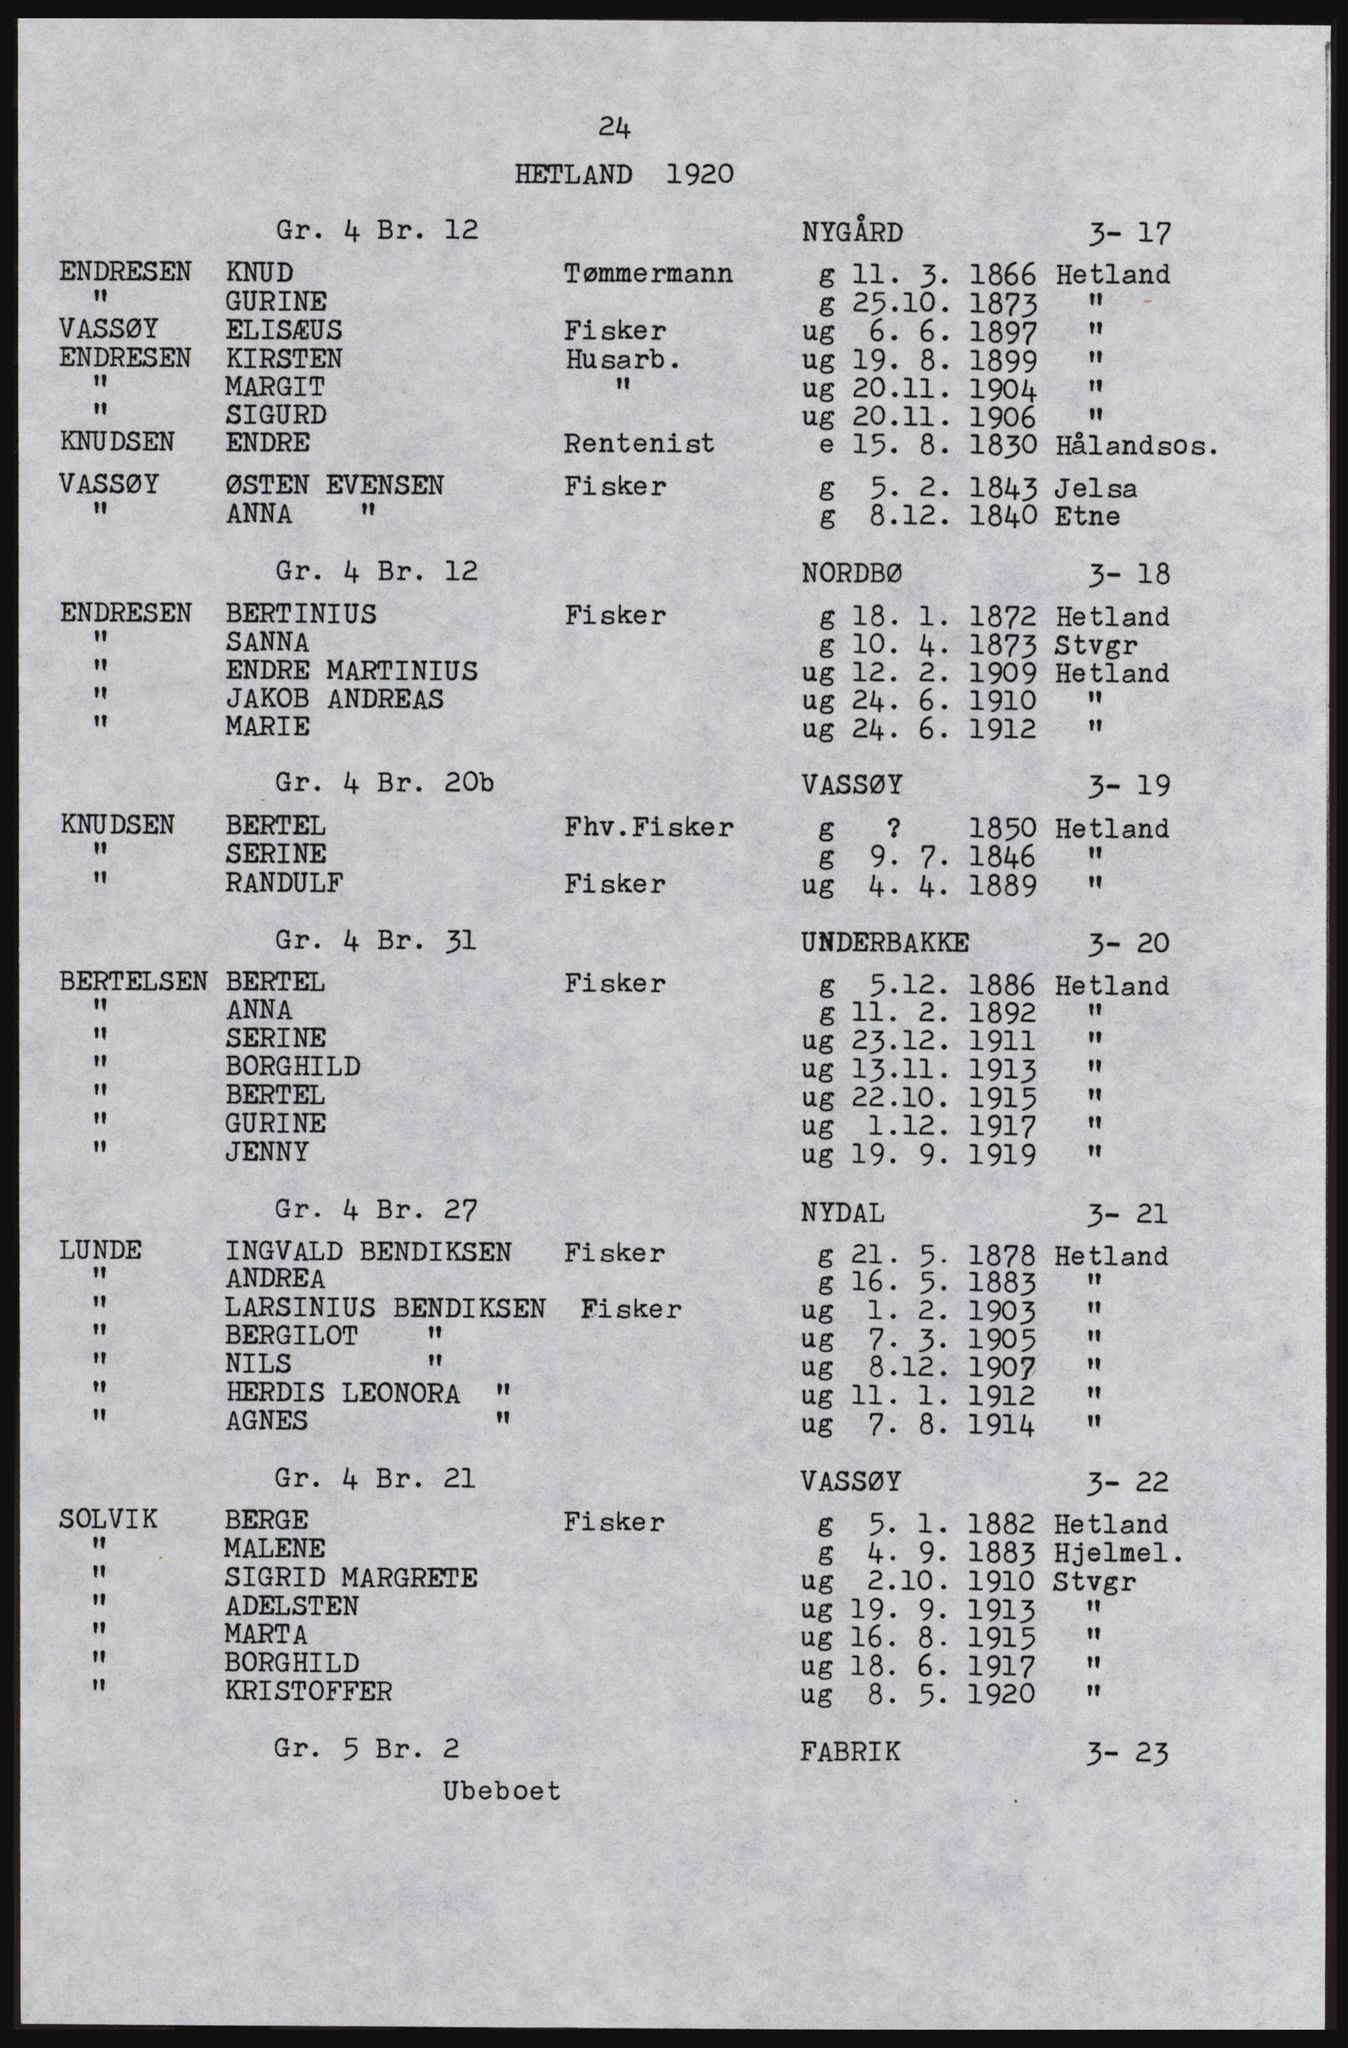 24
HETLAND 1920
Gr. 4 Br. 12 NYGÅRD 3- 17
ENDRESEN KNUD Tømmermann g 11. 3. 1866 Hetland
" GURINE g 25.10. 1873 "
VASSØY ELISÆUS Fisker ug 6. 6. 1897 "
ENDRESEN KIRSTEN Husarb. ug 19. 8. 1899 "
" MARGIT " ug 20.11. 1904 "
" SIGURD ug 20.11. 1906 "
KNUDSEN ENDRE Rentenist e 15. 8. 1830 Hålandsos.
VASSØY ØSTEN EVENSEN Fisker g 5. 2. 1843 Jelsa
" ANNA " g 8.12. 1840 Etne
Gr. 4 Br. 12 NORDBØ 3- 18
ENDRESEN BERTINIUS Fisker g 18. 1. 1872 Hetland
" SANNA g 10. 4. 1873 Stvgr
" ENDRE MARTINIUS ug 12. 2. 1909 Hetland
" JAKOB ANDREAS ug 24. 6. 1910 "
" MARIE ug 24. 6. 1912 "
Gr. 4 Br. 20b VASSØY 3- 19
KNUDSEN BERTEL Fhv.Fisker g ? 1850 Hetland
" SERINE g 9. 7. 1846 "
" RANDULF Fisker ug 4. 4. 1889 "
Gr. 4 Br. 31 UNDERBAKKE 3- 20
BERTELSEN BERTEL Fisker g 5.12. 1886 Hetland
" ANNA g 11. 2. 1892 "
" SERINE ug 23.12. 1911 "
" BORGHILD ug 13.11. 1913 "
" BERTEL ug 22.10. 1915 "
" GURINE ug 1.12. 1917 "
" JENNY ug 19. 9. 1919 "
Gr. 4 Br. 27 NYDAL 3- 21
LUNDE INGVALD BENDIKSEN Fisker g 21. 5. 1878 Hetland
" ANDREA g 16. 5. 1883 "
" LARSINIUS BENDIKSEN Fisker ug 1. 2. 1903 "
" BERGILOT " ug 7. 3. 1905 "
" NILS " ug 8.12. 1907 "
" HERDIS LEONORA " ug 11. 1. 1912 "
" AGNES " ug 7. 8. 1914 "
Gr. 4 Br. 21 VASSØY 3- 22
SOLVIK BERGE Fisker g 5. 1. 1882 Hetland
" MALENE g 4. 9. 1883 Hjelmel.
" SIGRID MARGRETE ug 2.10. 1910 Stvgr
" ADELSTEN ug 19. 9. 1913 "
" MARTA ug 16. 8. 1915 "
" BORGHILD ug 18. 6. 1917 "
" KRISTOFFER ug 8. 5. 1920 "
Gr. 5 Br. 2 FABRIK 3- 23
Ubeboet